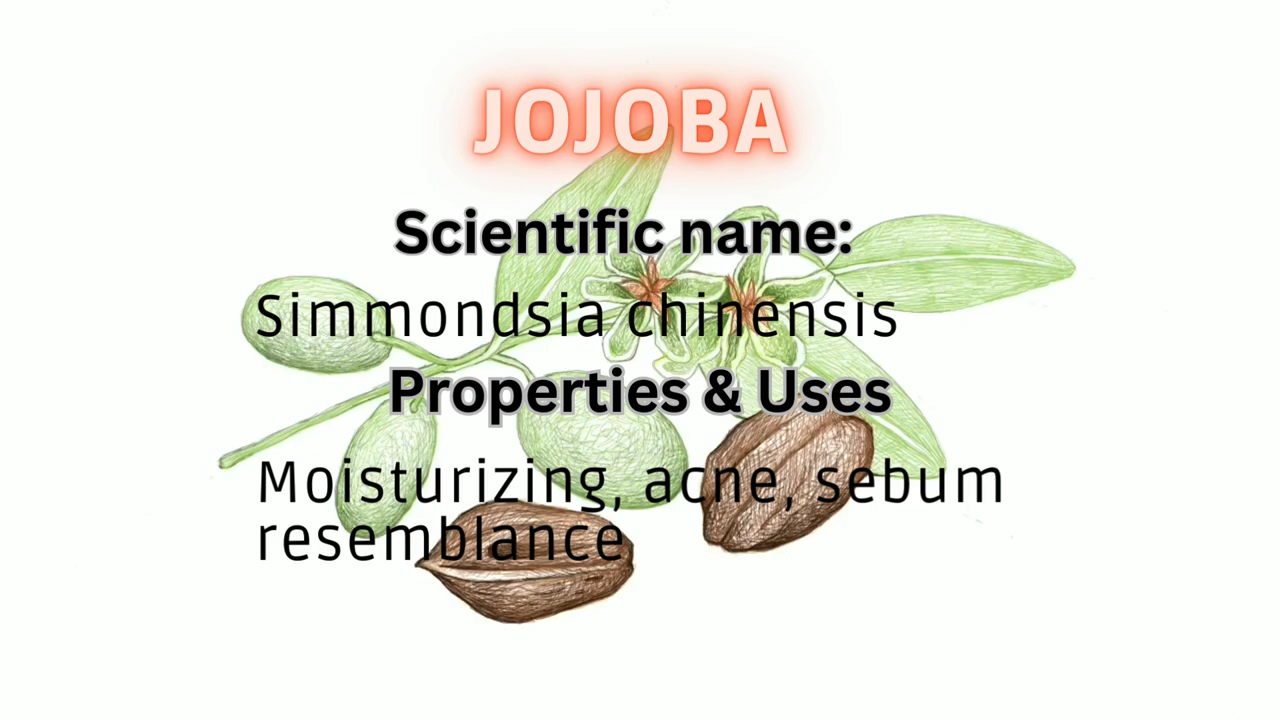 JOJOBA
Scientific name:
Simmondsia chinensis
Properties & Uses
Moisturizing, acne, sebum
resemblance